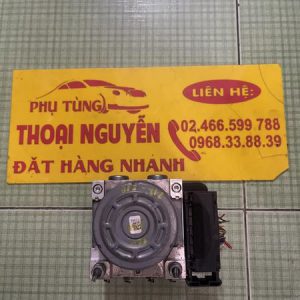 PHỤ TÙNG
THOẠI NGUYỄN
ĐẶT HÀNG NHANH
LIÊN HỆ:
02.466.599.788
0968.33.88.39